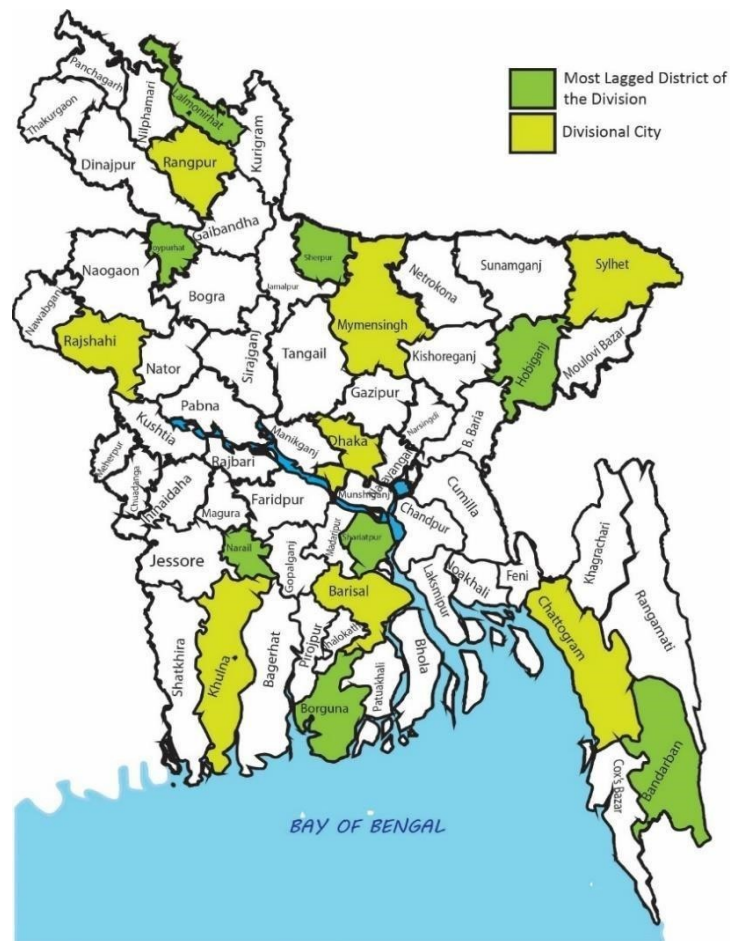 Most Lagged District of
the Division
Divisional City
Panchagarh
Thakurgaon
Nilphamari
Lalmonirhat
Dinajpur
Rangpur
Kurigram
Gaibandha
Joypurhat
Naogaon
Bogra
Sherpur
Jamalpur
Mymensingh
Netrokona
Sunamganj
Sylhet
Nawabganj
Rajshahi
Nator
Sirajganj
Tangail
Kishoreganj
Hobiganj
Moulovi Bazar
Gazipur
Pabna
Kushtia
Manikganj
Dhaka
Narsingdi
B. Baria
Meherpur
Chuadanga
Jhinaidaha
Rajbari
Magura
Faridpur
Munshiganj
Narayanganj
Cumilla
Chandpur
Jessore
Narail
Gopalganj
Madaripur
Shariatpur
Laksmipur
Noakhali
Feni
Khagrachari
Rangamati
Chattogram
Shatkhira
Khulna
Bagerhat
Pirojpur
Barisal
Jhalokathi
Borguna
Patuakhali
Bhola
Cox's Bazar
Bandarban
BAY OF BENGAL